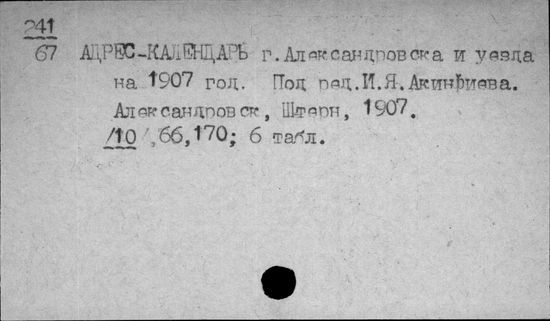 241
67 АДРЕС-КАЛЕНДАРЬ г.Александровска и уезда
на 1907 год. Под ред.И.Я.Акинфиева.
Александровск, Штерн, 1907.
/10/,66,170; 6 табл.